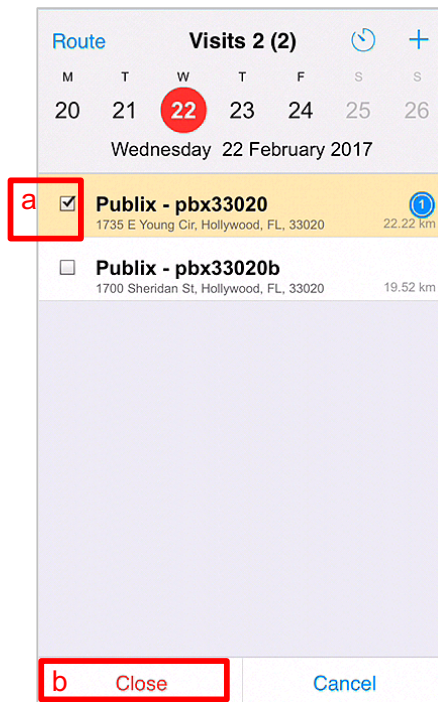 Route Visits 2 (2)
M T W T F S S
20 21 22 23 24 25 26
Wednesday 22 February 2017
a
Publix - pbx33020 1
1735 E Young Cir, Hollywood, FL, 33020 22.22 km
Publix - pbx33020b
1700 Sheridan St, Hollywood, FL, 33020 19.52 km
b Close Cancel